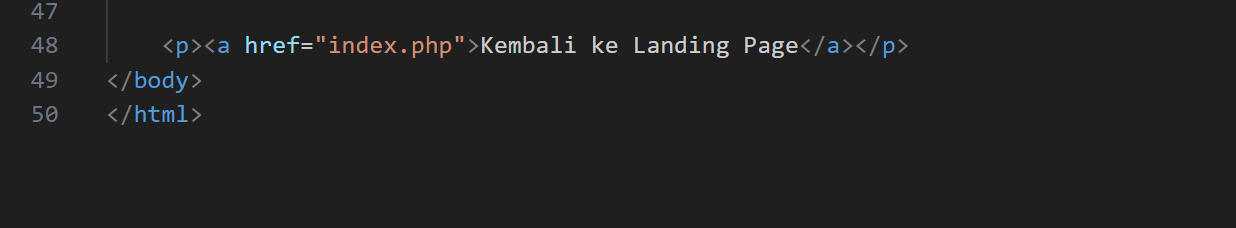 47
48 <p><a href="index.php">Kembali ke Landing Page</a></p>
49 </body>
50 </html>